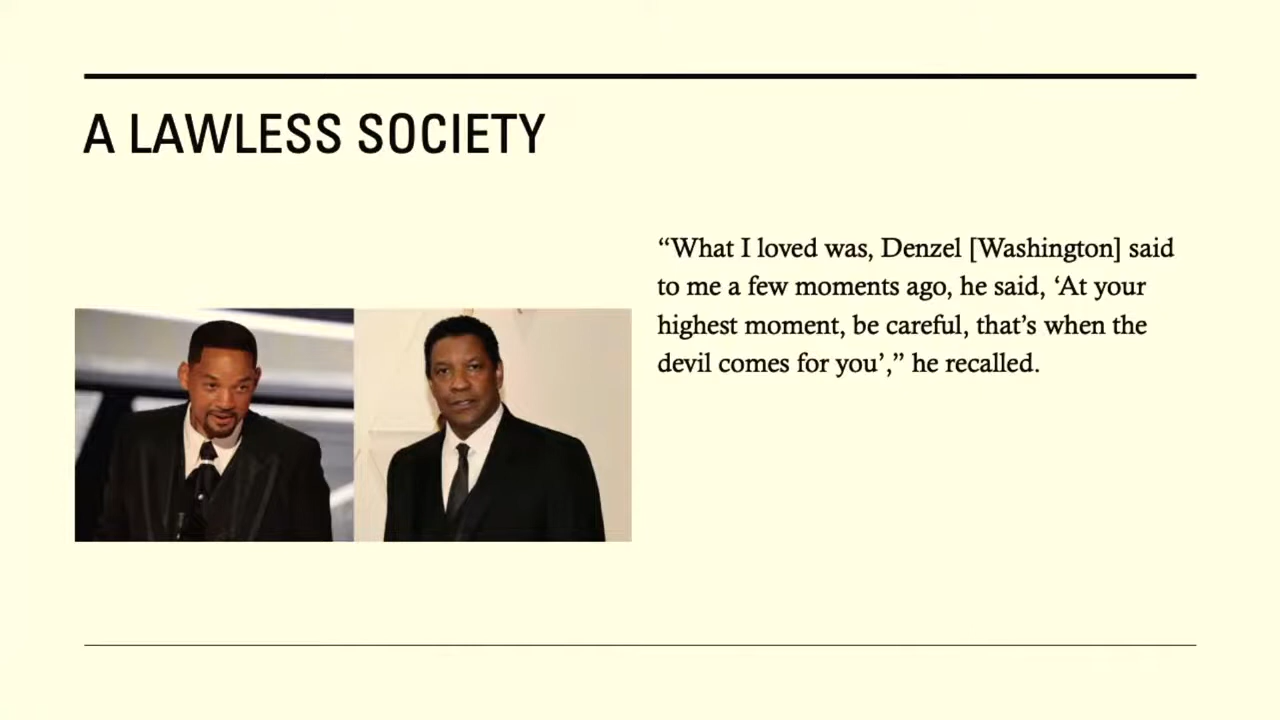 A LAWLESS SOCIETY
“What I loved was, Denzel [Washington] said
to me a few moments ago, he said, ‘At your
highest moment, be careful, that’s when the
devil comes for you’,” he recalled.